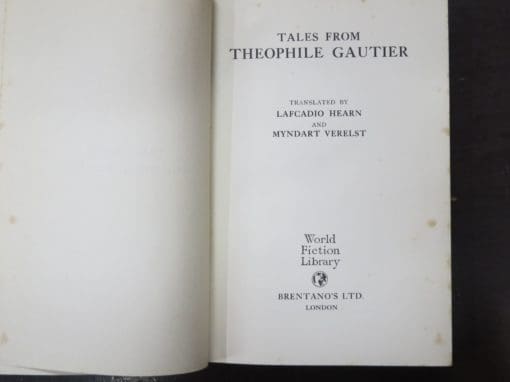 TALES FROM
THEOPHILE GAUTIER
TRANSLATED BY
LAFCADIO HEARN
AND
MYNDART VERELST
World
Fiction
Library
BRENTANO'S LTD.
LONDON